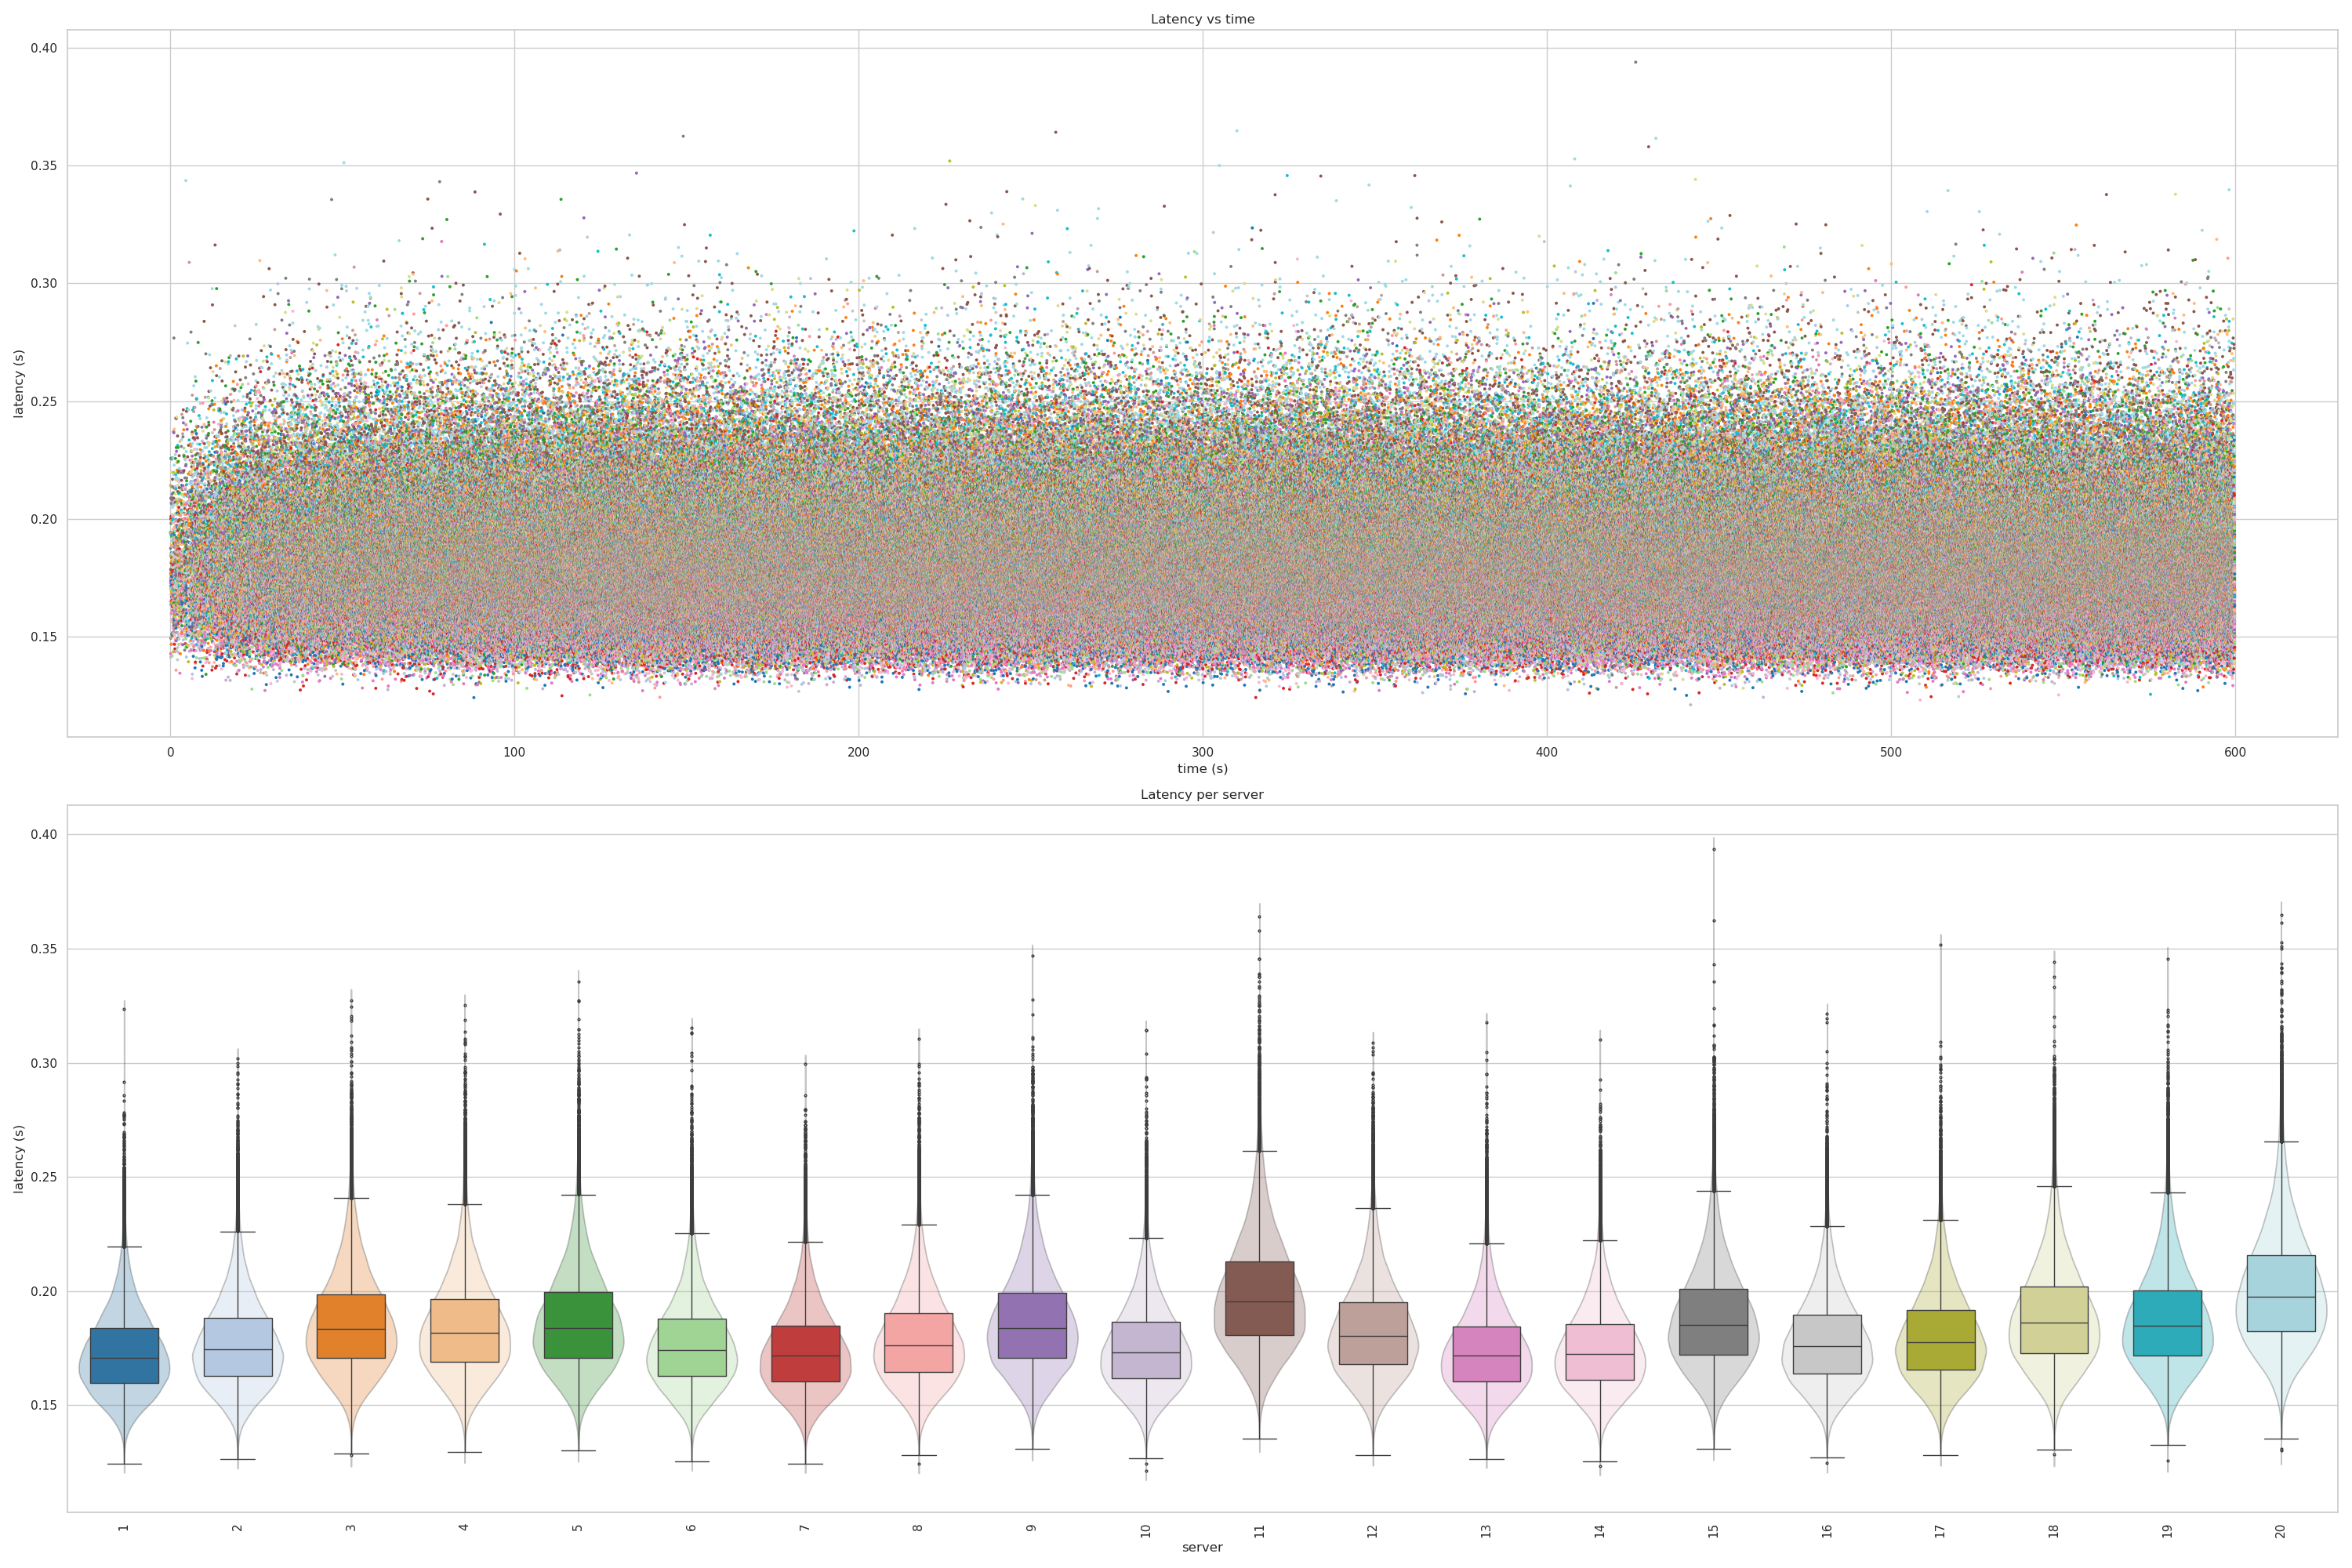 Latency vs time
0.40
0.35
0.30
0.25
0.20
0.15
latency (s)
0 100 200 300 400 500 600
time (s)
Latency per server
0.40
0.35
0.30
0.25
0.20
0.15
latency (s)
1 2 3 4 5 6 7 8 9 10 11 12 13 14 15 16 17 18 19 20
server